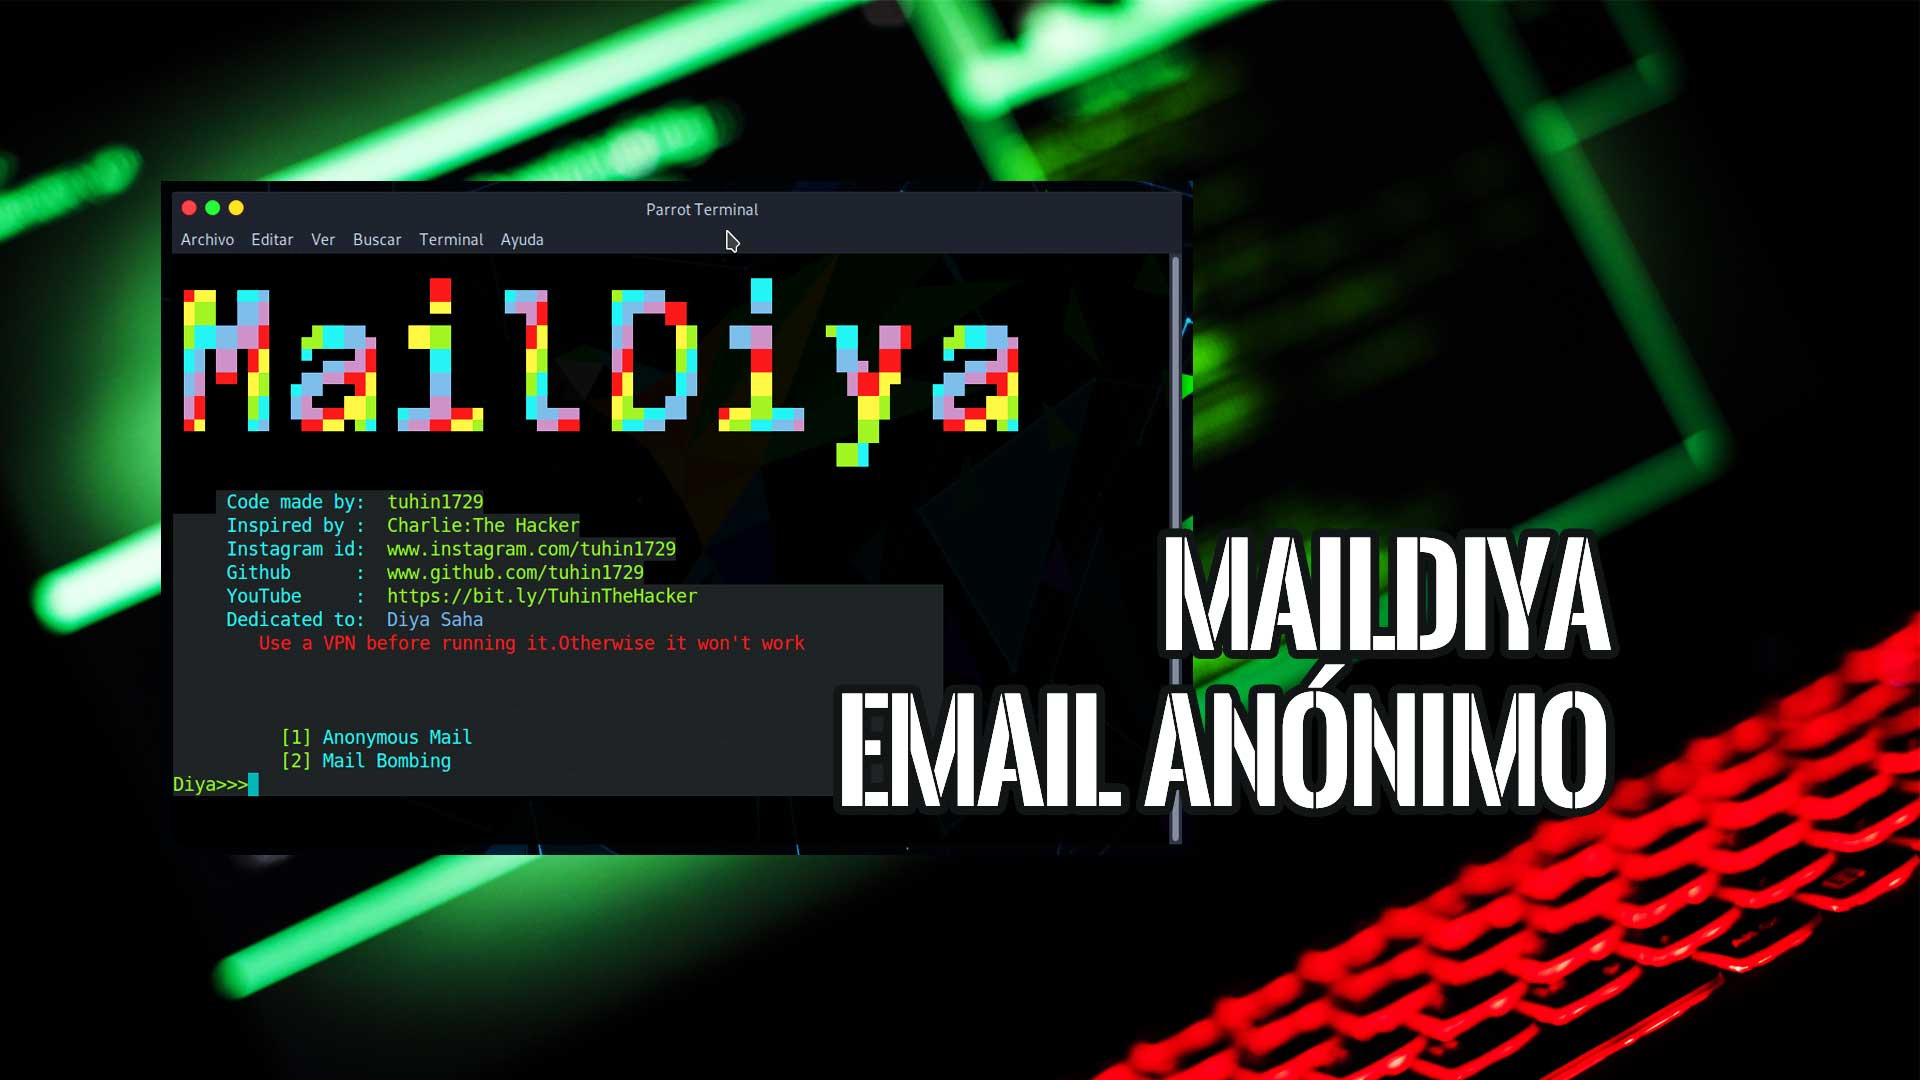 Parrot Terminal
Archivo Editar Ver Buscar Terminal Ayuda
MailDiya
Code made by: tuhin1729
Inspired by : Charlie:The Hacker
Instagram id: www.instagram.com/tuhin1729
Github : www.github.com/tuhin1729
YouTube : https://bit.ly/TuhinTheHacker
Dedicated to: Diya Saha
Use a VPN before running it.Otherwise it won't work
[1] Anonymous Mail
[2] Mail Bombing
Diya>>>
MAILDIYA
EMAIL ANÓNIMO